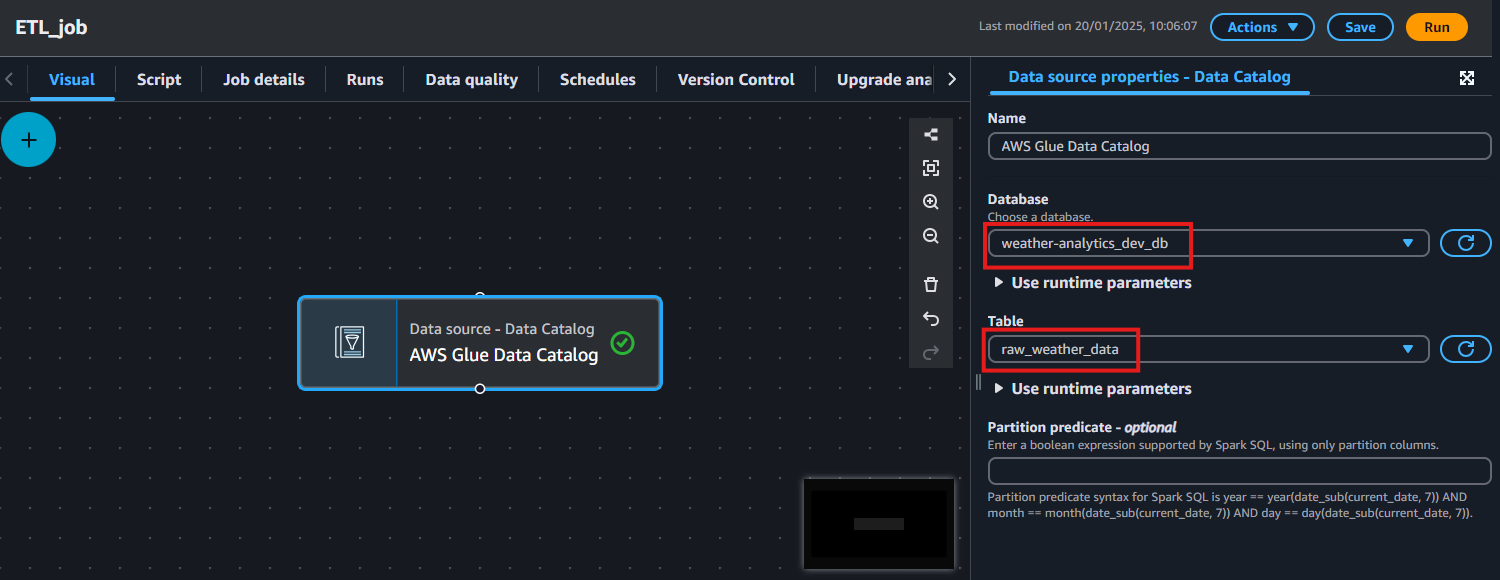 ETL_job
Last modified on 20/01/2025, 10:06:07
Actions
Save
Run
Visual
Script
Job details
Runs
Data quality
Schedules
Version Control
Upgrade ana
Data source properties - Data Catalog
Name
AWS Glue Data Catalog
Database
Choose a database.
weather-analytics_dev_db
Use runtime parameters
Table
raw_weather_data
Use runtime parameters
Partition predicate - optional
Enter a boolean expression supported by Spark SQL, using only partition columns.
Partition predicate syntax for Spark SQL is year == year(date_sub(current_date, 7)) AND
month == month(date_sub(current_date, 7)) AND day == day(date_sub(current_date, 7)).
Data source - Data Catalog
AWS Glue Data Catalog